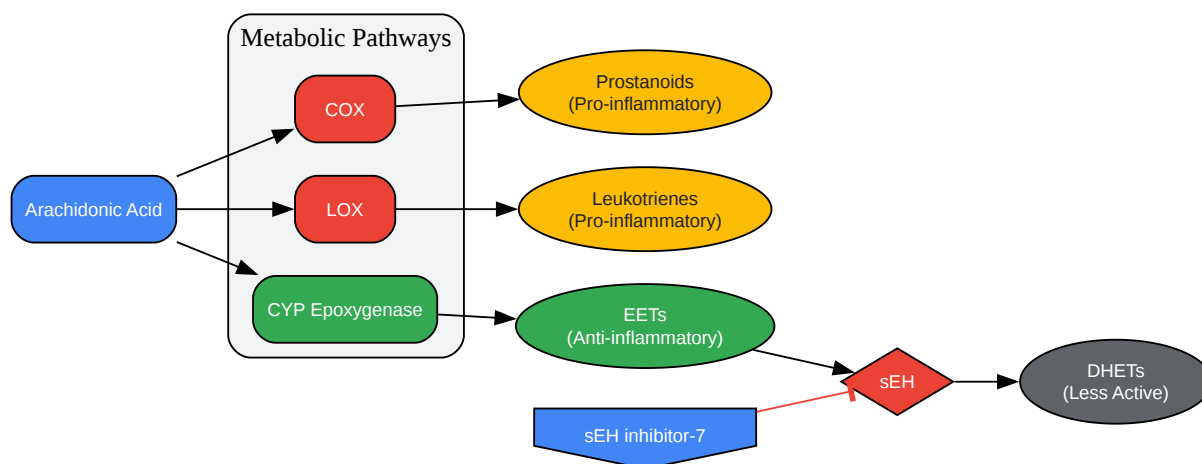 Metabolic Pathways
COX
Prostanoids
(Pro-inflammatory)
Arachidonic Acid
LOX
Leukotrienes
(Pro-inflammatory)
CYP Epoxygenase
EETs
(Anti-inflammatory)
sEH
DHETs
(Less Active)
sEH inhibitor-7